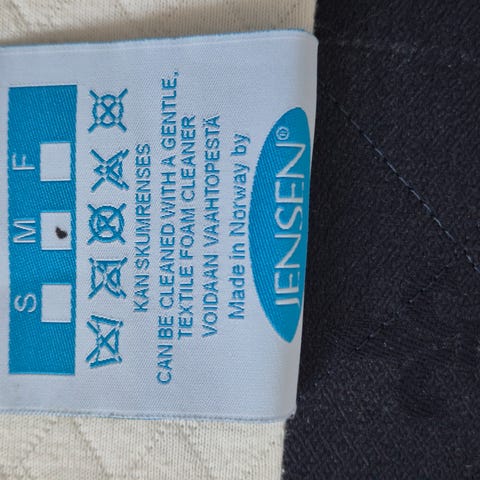 S M F
KAN SKUMRENSES
CAN BE CLEANED WITH A GENTLE,
TEXTILE FOAM CLEANER
VOIDAAN VAAHTOPESTÄ
Made in Norway by
JENSEN®